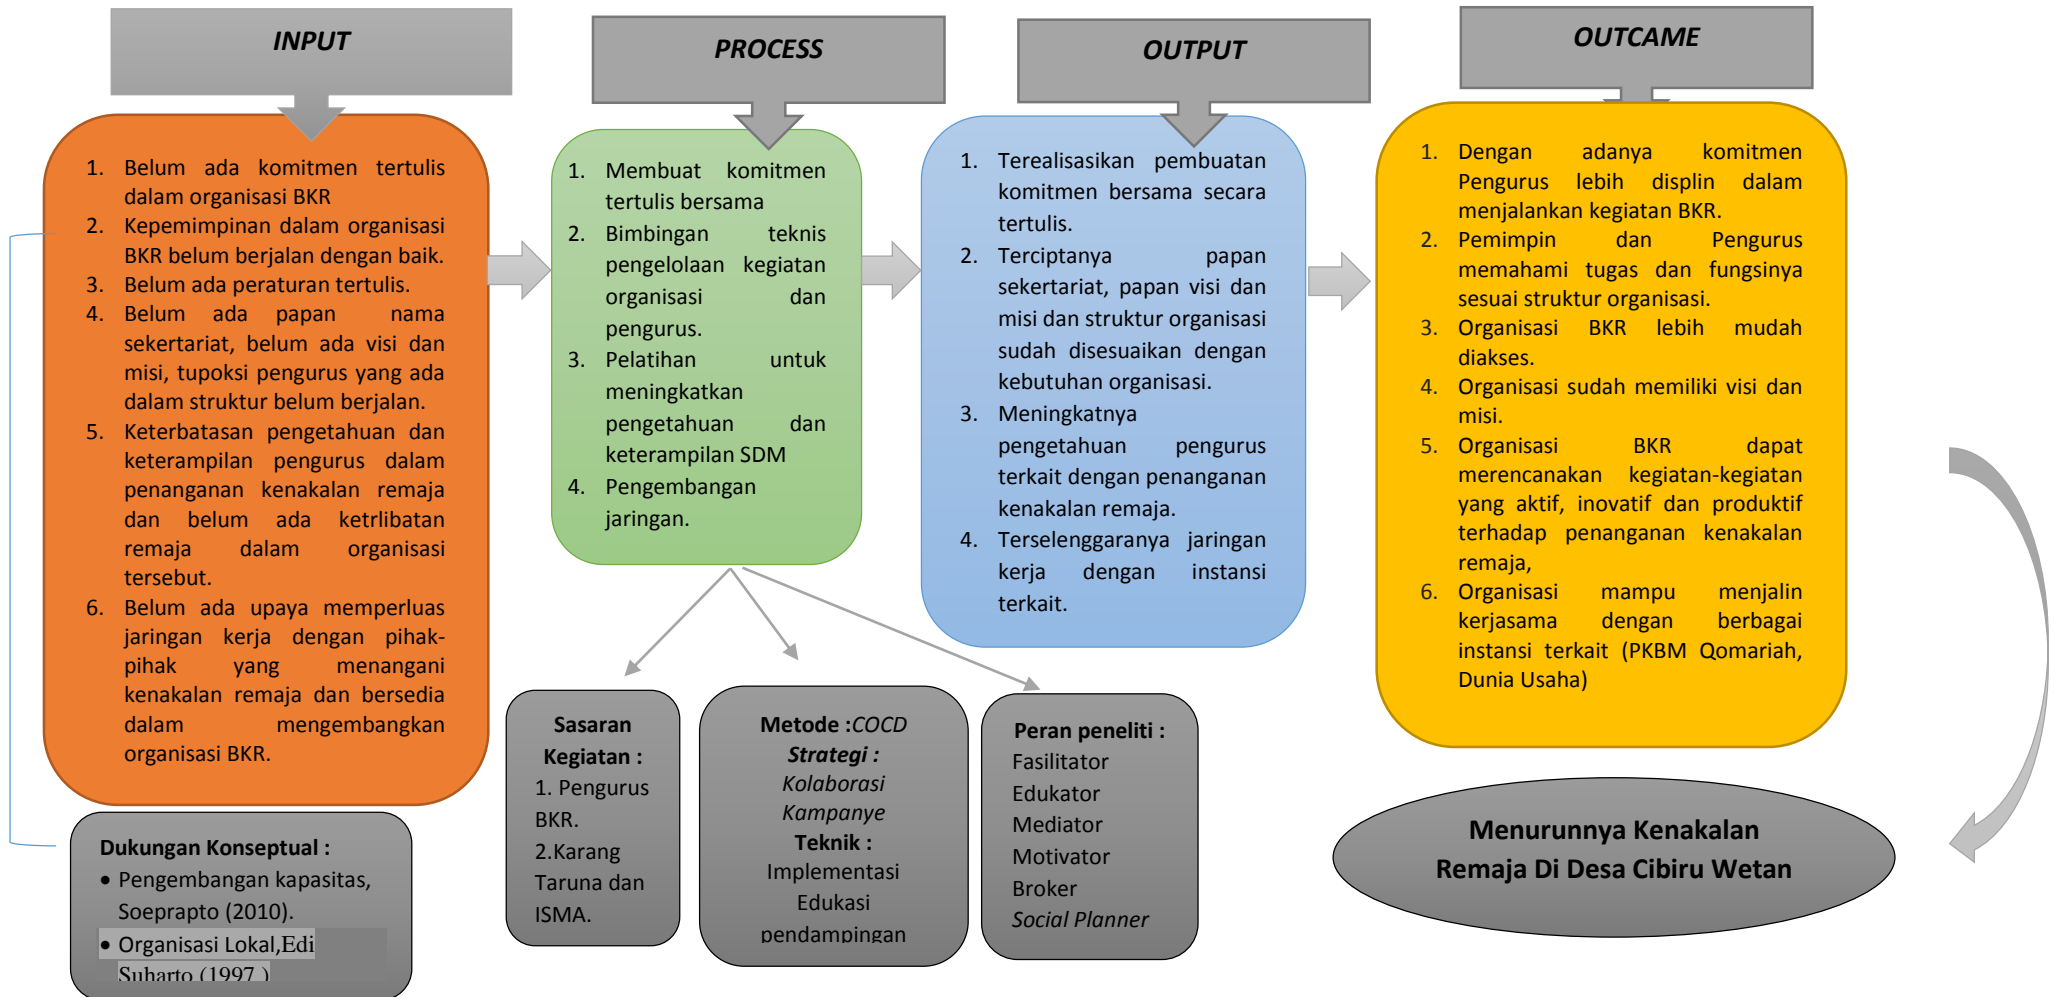 INPUT
PROCESS
OUTPUT
OUTCAME
1. Belum ada komitmen tertulis
dalam organisasi BKR
2. Kepemimpinan dalam organisasi
BKR belum berjalan dengan baik.
3. Belum ada peraturan tertulis.
4. Belum ada papan nama
sekertariat, belum ada visi dan
misi, tupoksi pengurus yang ada
dalam struktur belum berjalan.
5. Keterbatasan pengetahuan dan
keterampilan pengurus dalam
penanganan kenakalan remaja
dan belum ada ketrlibatan
remaja dalam organisasi
tersebut.
6. Belum ada upaya memperluas
jaringan kerja dengan pihak-
pihak yang menangani
kenakalan remaja dan bersedia
dalam mengembangkan
organisasi BKR.
1. Membuat komitmen
tertulis bersama
2. Bimbingan teknis
pengelolaan kegiatan
organisasi dan
pengurus.
3. Pelatihan untuk
meningkatkan
pengetahuan dan
keterampilan SDM
4. Pengembangan
jaringan.
1. Terealisasikan pembuatan
komitmen bersama secara
tertulis.
2. Terciptanya papan
sekertariat, papan visi dan
misi dan struktur organisasi
sudah disesuaikan dengan
kebutuhan organisasi.
3. Meningkatnya
pengetahuan pengurus
terkait dengan penanganan
kenakalan remaja.
4. Terselenggaranya jaringan
kerja dengan instansi
terkait.
1. Dengan adanya komitmen
Pengurus lebih displin dalam
menjalankan kegiatan BKR.
2. Pemimpin dan Pengurus
memahami tugas dan fungsinya
sesuai struktur organisasi.
3. Organisasi BKR lebih mudah
diakses.
4. Organisasi sudah memiliki visi dan
misi.
5. Organisasi BKR dapat
merencanakan kegiatan-kegiatan
yang aktif, inovatif dan produktif
terhadap penanganan kenakalan
remaja,
6. Organisasi mampu menjalin
kerjasama dengan berbagai
instansi terkait (PKBM Qomariah,
Dunia Usaha)
Dukungan Konseptual :
• Pengembangan kapasitas,
Soeprapto (2010).
• Organisasi Lokal,Edi
Suharto (1997 )
Sasaran
Kegiatan :
1. Pengurus
BKR.
2.Karang
Taruna dan
ISMA.
Metode :COCD
Strategi :
Kolaborasi
Kampanye
Teknik :
Implementasi
Edukasi
pendampingan
Peran peneliti :
Fasilitator
Edukator
Mediator
Motivator
Broker
Social Planner
Menurunnya Kenakalan
Remaja Di Desa Cibiru Wetan